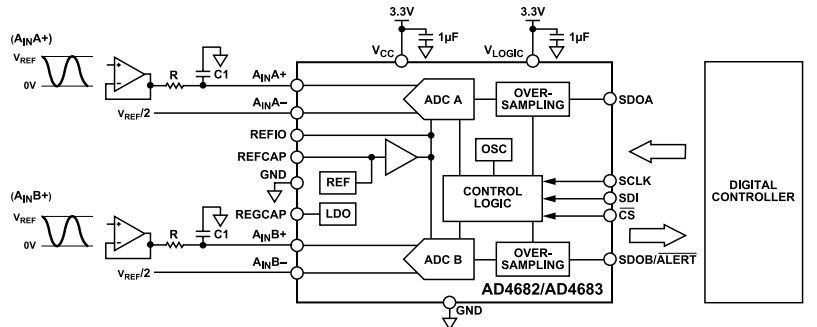 3.3V
3.3V
1µF
1µF
VCC
VLOGIC
(AINA+)
VREF
0V
R
C1
AINA+
AINA−
VREF/2
REFIO
REFCAP
GND
REGCAP
ADC A
OVER-
SAMPLING
SDOA
OSC
REF
LDO
CONTROL
LOGIC
SCLK
SDI
CS
DIGITAL
CONTROLLER
(AINB+)
VREF
0V
R
C1
AINB+
AINB−
VREF/2
ADC B
OVER-
SAMPLING
SDOB/ALERT
AD4682/AD4683
GND